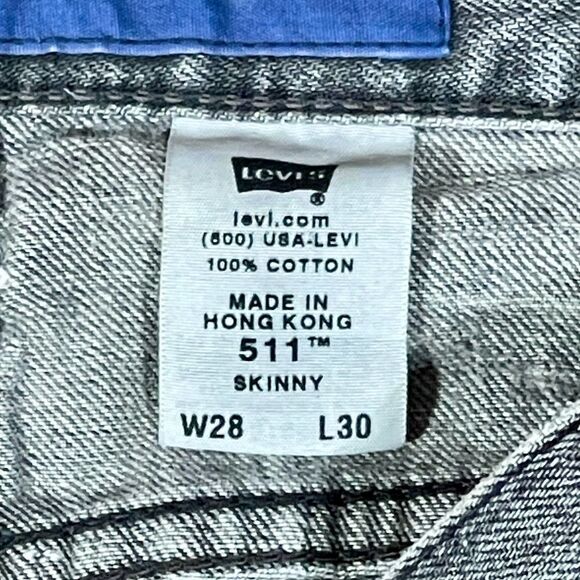 Levi's
®
levi.com
(800) USA-LEVI
100% COTTON
MADE IN
HONG KONG
511™
SKINNY
W28 L30